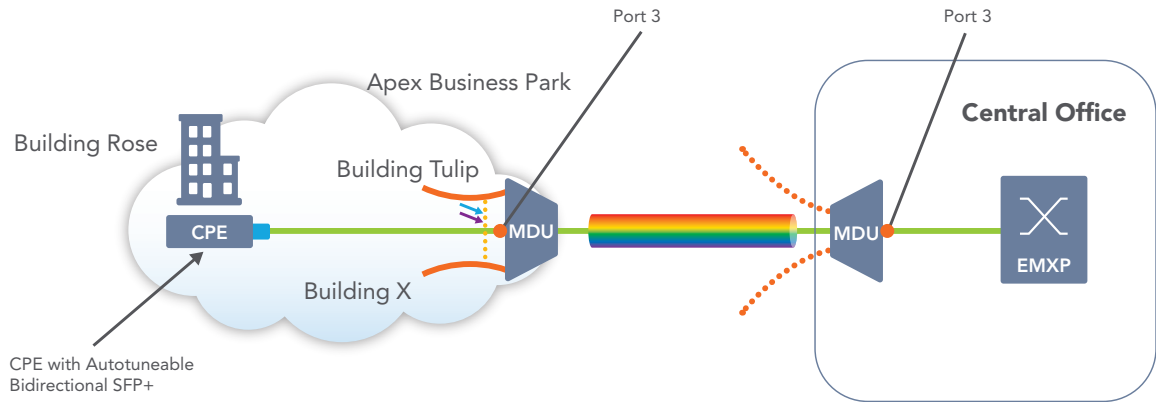 Port 3
Port 3
Apex Business Park
Central Office
Building Rose
Building Tulip
CPE
MDU
MDU
EMXP
Building X
CPE with Autotuneable
Bidirectional SFP+